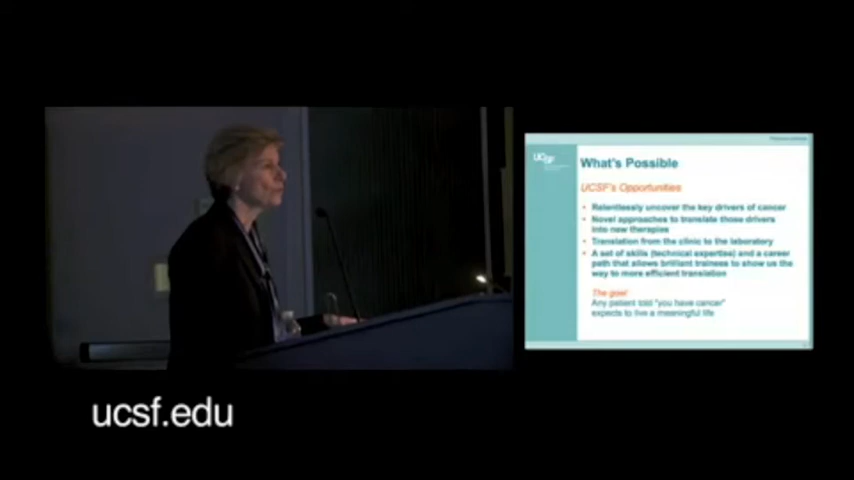 UCSF
What's Possible
UCSF's Opportunities
• Relentlessly uncover the key drivers of cancer
• Novel approaches to translate those drivers
into new therapies
• Translation from the clinic to the laboratory
• A set of skills (technical expertise) and a career
path that allows brilliant trainees to show us the
way to more efficient translation
The goal
Any patient told "you have cancer"
expects to live a meaningful life
ucsf.edu